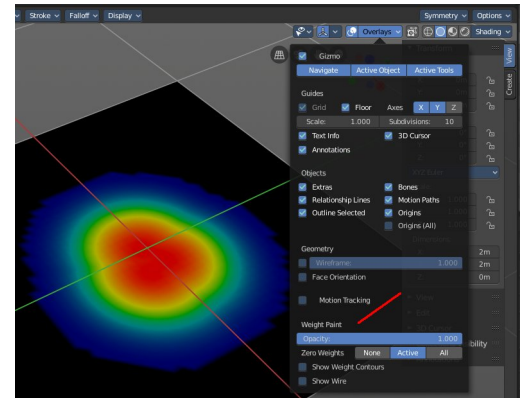 Stroke Falloff Display Symmetry Options
Overlays Shading
Gizmo
Navigate Active Object Active Tools
Guides
Grid Floor Axes X Y Z
Scale: 1.000 Subdivisions: 10
Text Info 3D Cursor
Annotations
Objects
Extras Bones
Relationship Lines Motion Paths
Outline Selected Origins
Origins (All)
Geometry
Wireframe: 1.000
Face Orientation
Motion Tracking
Weight Paint
Opacity: 1.000
Zero Weights None Active All
Show Weight Contours
Show Wire
View
Create
2m
2m
0m